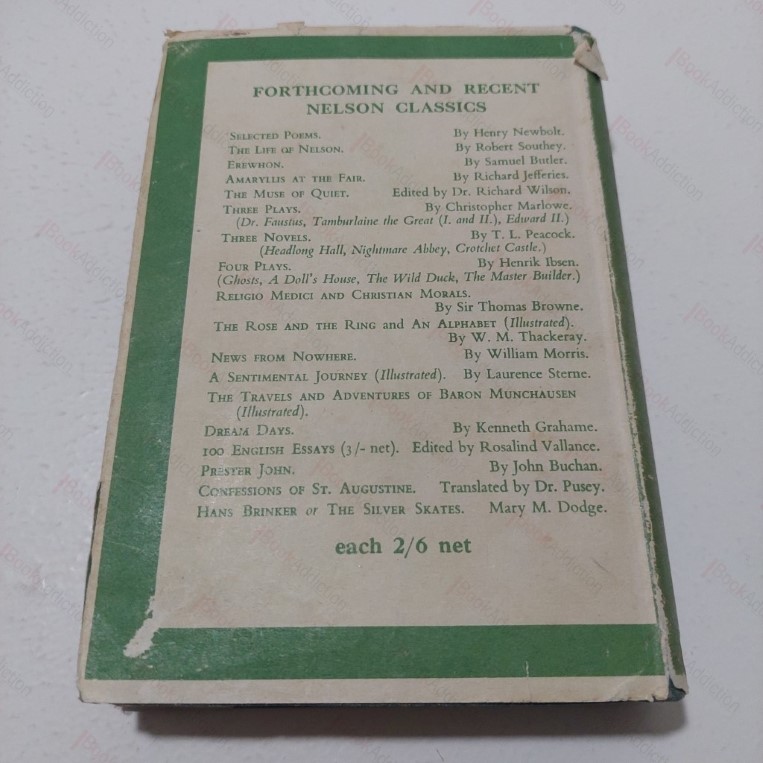 FORTHCOMING AND RECENT
NELSON CLASSICS
SELECTED POEMS. By Henry Newbolt.
THE LIFE OF NELSON. By Robert Southey.
EREWHON. By Samuel Butler.
AMARYLLIS AT THE FAIR. By Richard Jefferies.
THE MUSE OF QUIET. Edited by Dr. Richard Wilson.
THREE PLAYS. By Christopher Marlowe.
(Dr. Faustus, Tamburlaine the Great (I. and II.), Edward II.)
THREE NOVELS. By T. L. Peacock.
(Headlong Hall, Nightmare Abbey, Crotchet Castle.)
FOUR PLAYS. By Henrik Ibsen.
(Ghosts, A Doll's House, The Wild Duck, The Master Builder.)
RELIGIO MEDICI AND CHRISTIAN MORALS.
By Sir Thomas Browne.
THE ROSE AND THE RING and AN ALPHABET (Illustrated).
By W. M. Thackeray.
NEWS FROM NOWHERE. By William Morris.
A SENTIMENTAL JOURNEY (Illustrated). By Laurence Sterne.
THE TRAVELS AND ADVENTURES OF BARON MUNCHAUSEN
(Illustrated).
DREAM DAYS. By Kenneth Grahame.
100 ENGLISH ESSAYS (3/- net). Edited by Rosalind Vallance.
PRESTER JOHN. By John Buchan.
CONFESSIONS OF ST. AUGUSTINE. Translated by Dr. Pusey.
HANS BRINKER or THE SILVER SKATES. Mary M. Dodge.
each 2/6 net
BookAddiction